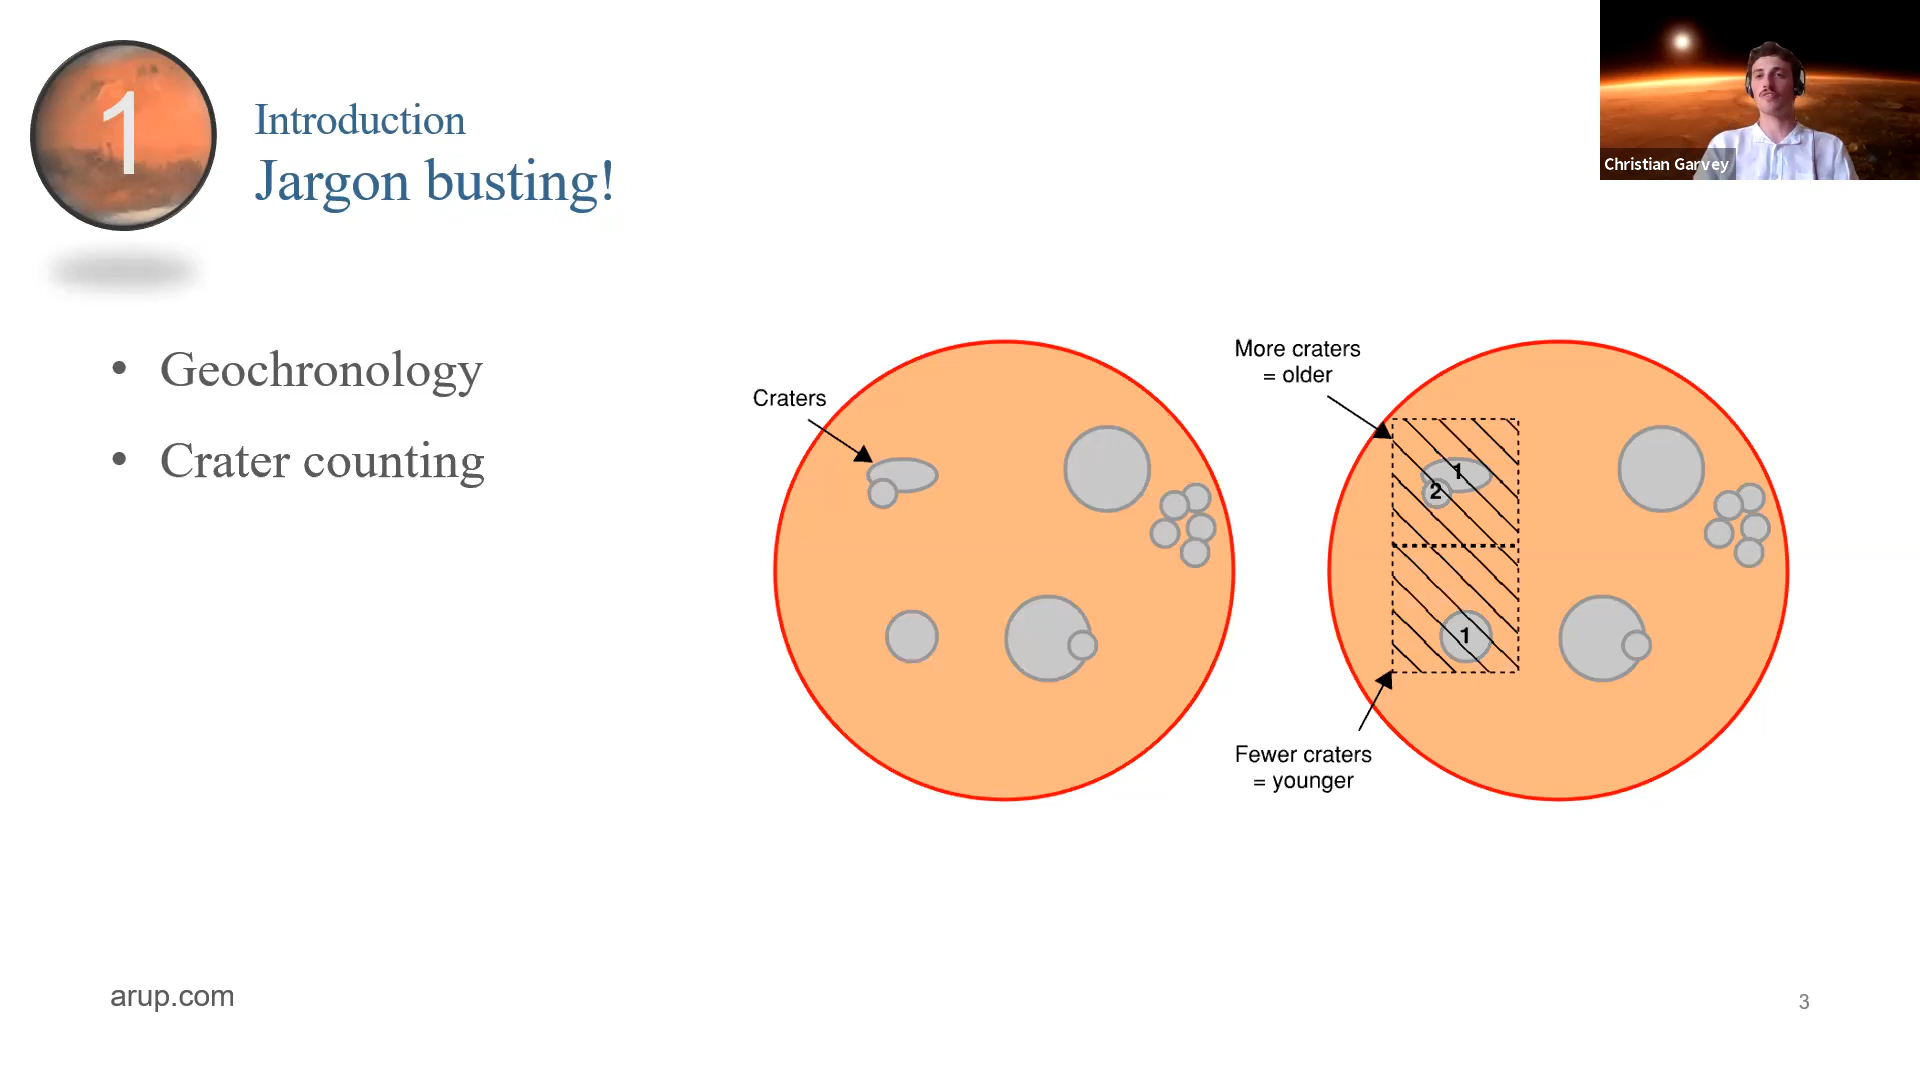 1
Introduction
Jargon busting!
Christian Garvey
• Geochronology
• Crater counting
Craters
More craters
= older
1
2
1
Fewer craters
= younger
arup.com
3